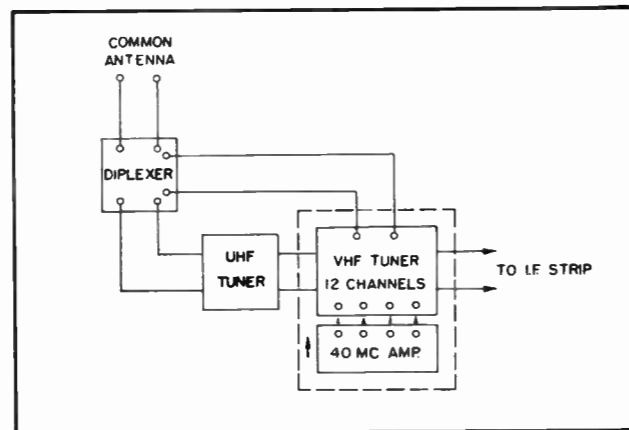 COMMON
ANTENNA
DIPLEXER
UHF
TUNER
VHF TUNER
12 CHANNELS
TO I.F. STRIP
40 MC AMP.